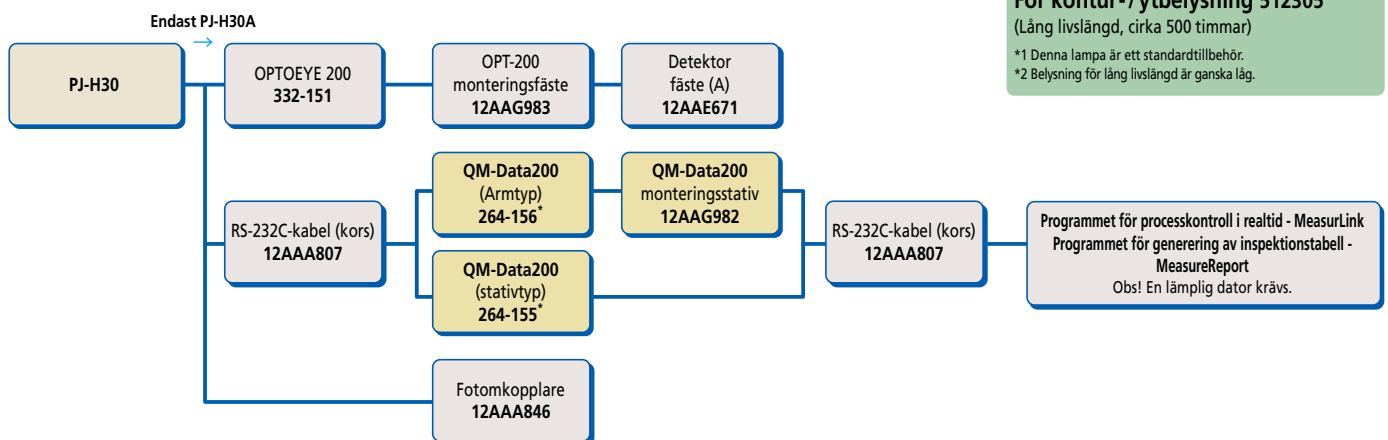 För kontur-/ytbelysning 512305
(Lång livslängd, cirka 500 timmar)
*1 Denna lampa är ett standardtillbehör.
*2 Belysning för lång livslängd är ganska låg.
Endast PJ-H30A
→
PJ-H30
OPTOEYE 200
332-151
OPT-200
monteringsfäste
12AAG983
Detektor
fäste (A)
12AAE671
RS-232C-kabel (kors)
12AAA807
QM-Data200
(Armtyp)
264-156*
QM-Data200
monteringsstativ
12AAG982
QM-Data200
(stativtyp)
264-155*
RS-232C-kabel (kors)
12AAA807
Programmet för processkontroll i realtid - MeasurLink
Programmet för generering av inspektionstabell -
MeasureReport
Obs! En lämplig dator krävs.
Fotomkopplare
12AAA846